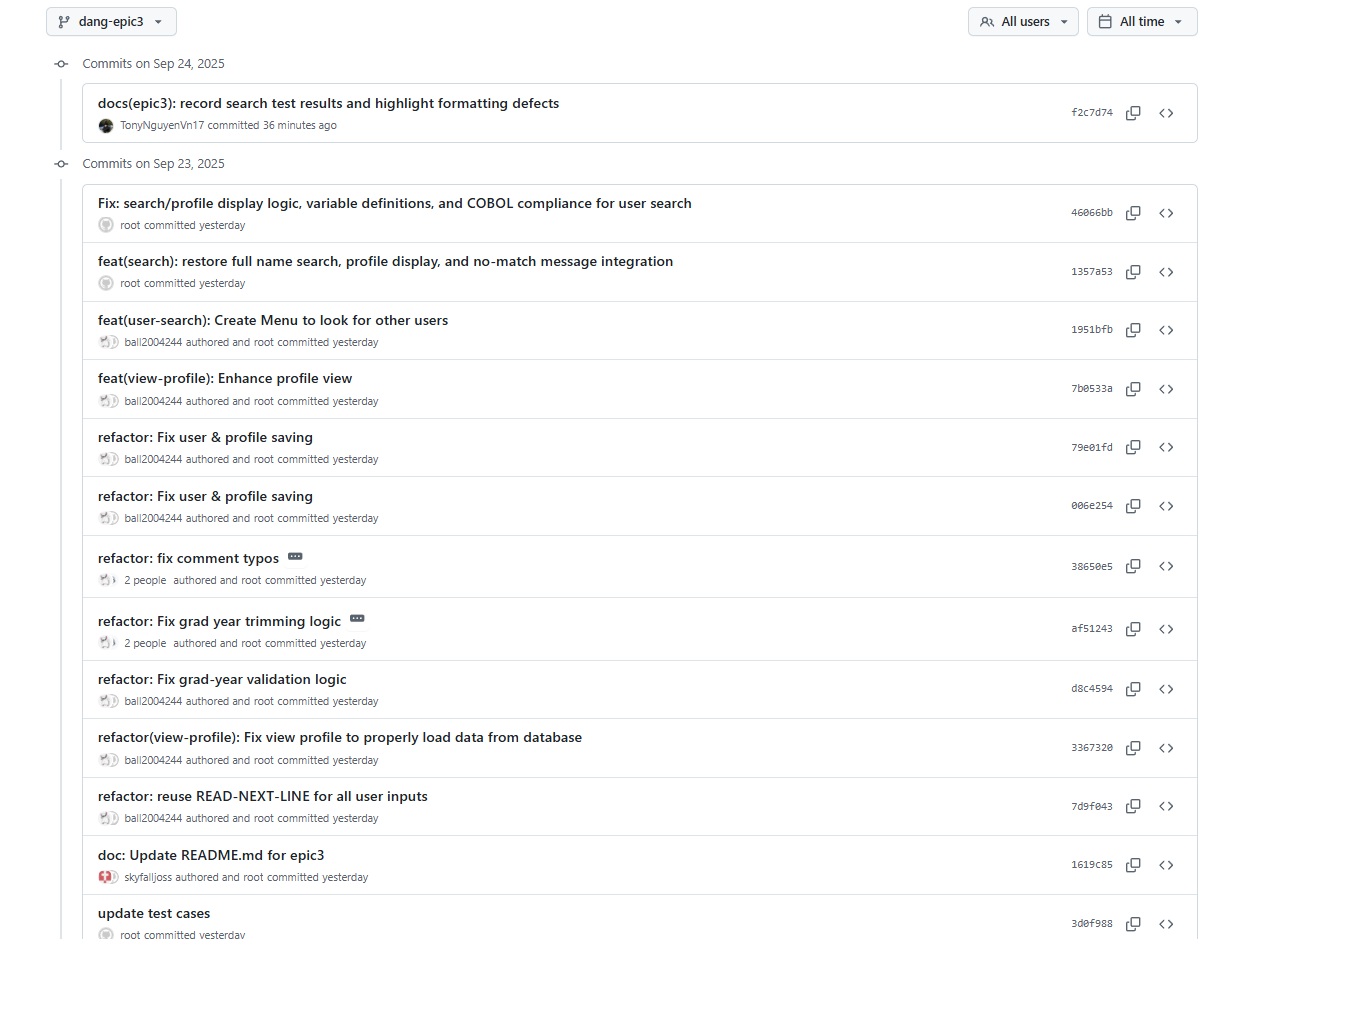 dang-epic3
All users
All time
Commits on Sep 24, 2025
docs(epic3): record search test results and highlight formatting defects
TonyNguyenVn17 committed 36 minutes ago
f2c7d74
Commits on Sep 23, 2025
Fix: search/profile display logic, variable definitions, and COBOL compliance for user search
root committed yesterday
46066bb
feat(search): restore full name search, profile display, and no-match message integration
root committed yesterday
1357a53
feat(user-search): Create Menu to look for other users
ball2004244 authored and root committed yesterday
1951bfb
feat(view-profile): Enhance profile view
ball2004244 authored and root committed yesterday
7b0533a
refactor: Fix user & profile saving
ball2004244 authored and root committed yesterday
79e01fd
refactor: Fix user & profile saving
ball2004244 authored and root committed yesterday
006e254
refactor: fix comment typos
2 people authored and root committed yesterday
38650e5
refactor: Fix grad year trimming logic
2 people authored and root committed yesterday
af51243
refactor: Fix grad-year validation logic
ball2004244 authored and root committed yesterday
d8c4594
refactor(view-profile): Fix view profile to properly load data from database
ball2004244 authored and root committed yesterday
3367320
refactor: reuse READ-NEXT-LINE for all user inputs
ball2004244 authored and root committed yesterday
7d9f043
doc: Update README.md for epic3
skyfalljoss authored and root committed yesterday
1619c85
update test cases
root committed yesterday
3d0f988